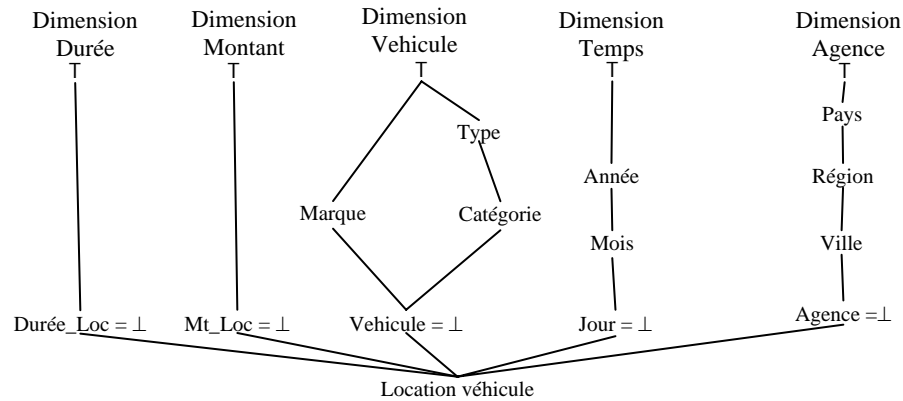 Dimension
Durée
T
Dimension
Montant
T
Dimension
Vehicule
T
Dimension
Temps
T
Dimension
Agence
T
Pays
Type
Année
Région
Marque
Catégorie
Mois
Ville
Durée_Loc = ⊥
Mt_Loc = ⊥
Vehicule = ⊥
Jour = ⊥
Agence =⊥
Location véhicule